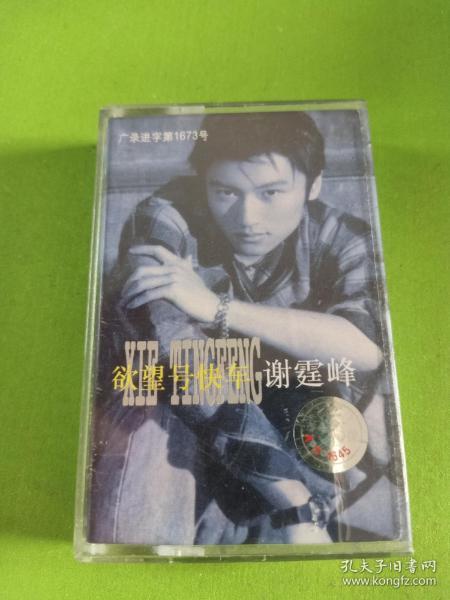 广录进字第1673号
XIE TINGFENG
欲望号快车 谢霆峰
孔夫子旧书网
www.kongfz.com